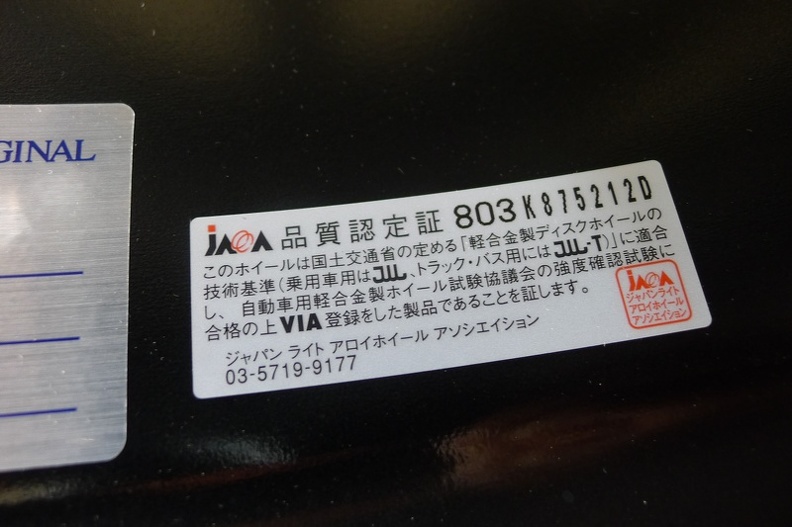 GINAL
JAWA 品質認定証 803 K875212D
このホイールは国土交通省の定める「軽合金製ディスクホイールの
技術基準(乗用車用はJWL、トラック・バス用にはJWL-T)」に適合
し、自動車用軽合金製ホイール試験協議会の強度確認試験に
合格の上VIA登録をした製品であることを証します。
ジャパン ライト アロイホイール アソシエイション
03-5719-9177
JAWA
ジャパンライト
アロイホイール
アソシエイション